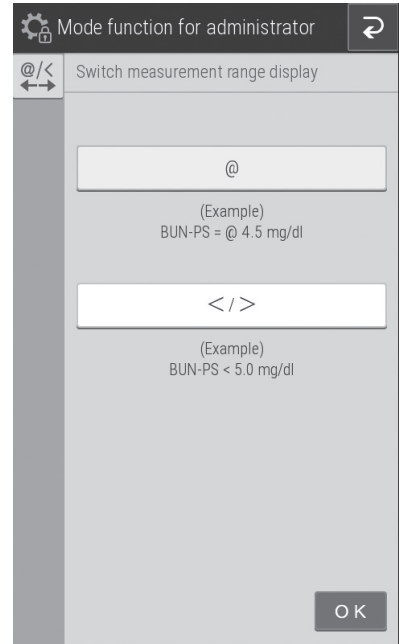 Mode function for administrator
@/<
Switch measurement range display
@
(Example)
BUN-PS = @ 4.5 mg/dl
< / >
(Example)
BUN-PS < 5.0 mg/dl
OK